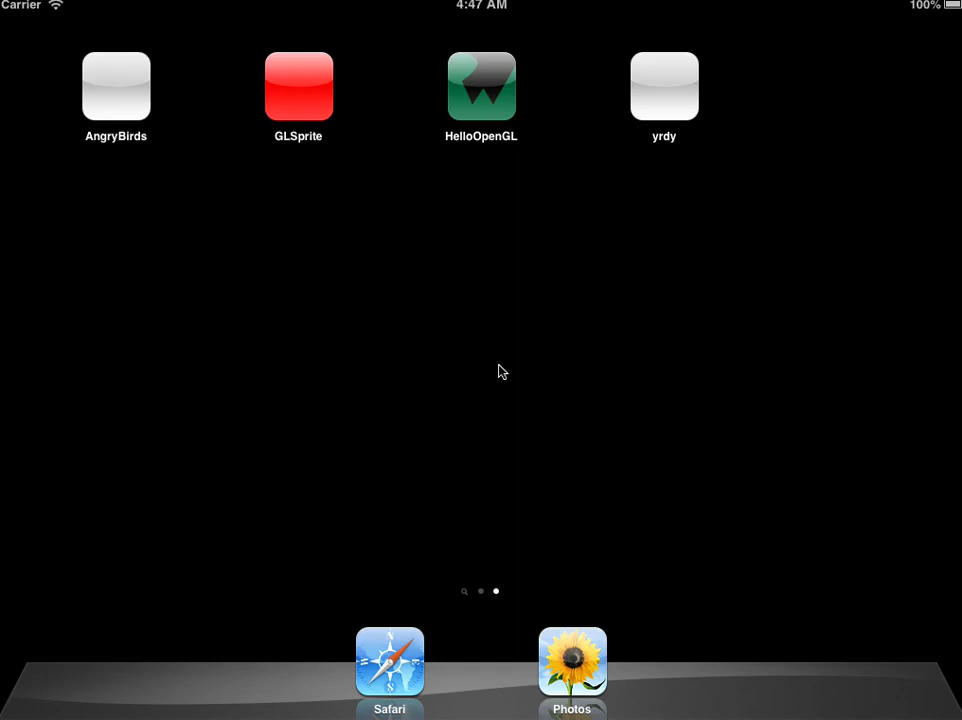 Carrier 4:47 AM 100%
AngryBirds GLSprite HelloOpenGL yrdy
N
E
S
Safari Photos